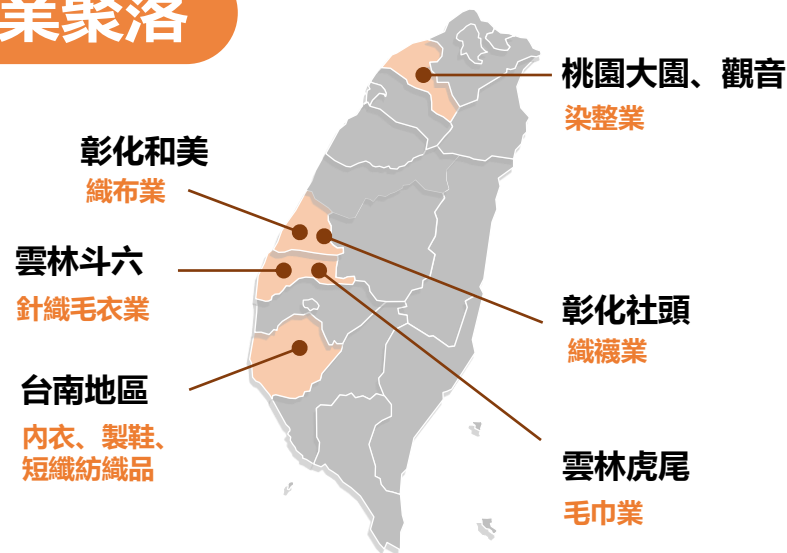 業聚落
桃園大園、觀音
染整業
彰化和美
織布業
雲林斗六
針織毛衣業
彰化社頭
織襪業
台南地區
內衣、製鞋、
短纖紡織品
雲林虎尾
毛巾業